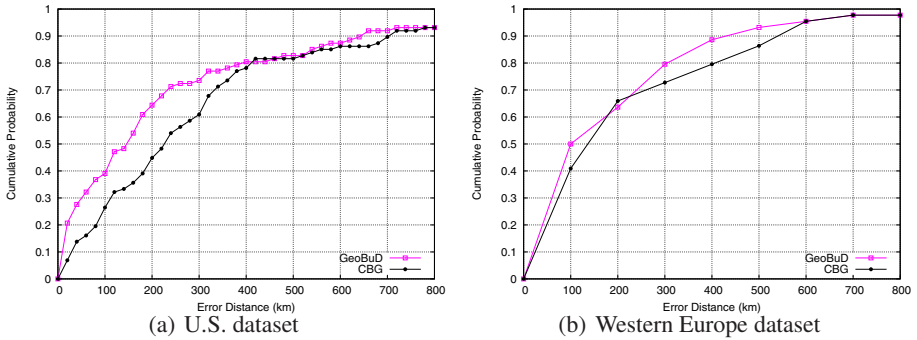 Cumulative Probability
1
0.9
0.8
0.7
0.6
0.5
0.4
0.3
0.2
0.1
0
GeoBuD
CBG
0 100 200 300 400 500 600 700 800
Error Distance (km)
(a) U.S. dataset
Cumulative Probability
1
0.9
0.8
0.7
0.6
0.5
0.4
0.3
0.2
0.1
0
GeoBuD
CBG
0 100 200 300 400 500 600 700 800
Error Distance (km)
(b) Western Europe dataset